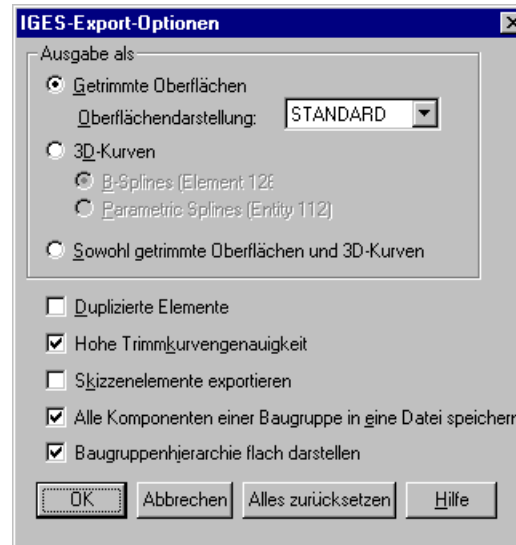 IGES-Export-Optionen
Ausgabe als
Getrimmte Oberflächen
Oberflächendarstellung: STANDARD
3D-Kurven
B-Splines (Element 126
Parametric Splines (Entity 112)
Sowohl getrimmte Oberflächen und 3D-Kurven
Duplizierte Elemente
Hohe Trimmkurvengenauigkeit
Skizzenelemente exportieren
Alle Komponenten einer Baugruppe in eine Datei speichern
Baugruppenhierarchie flach darstellen
OK Abbrechen Alles zurücksetzen Hilfe